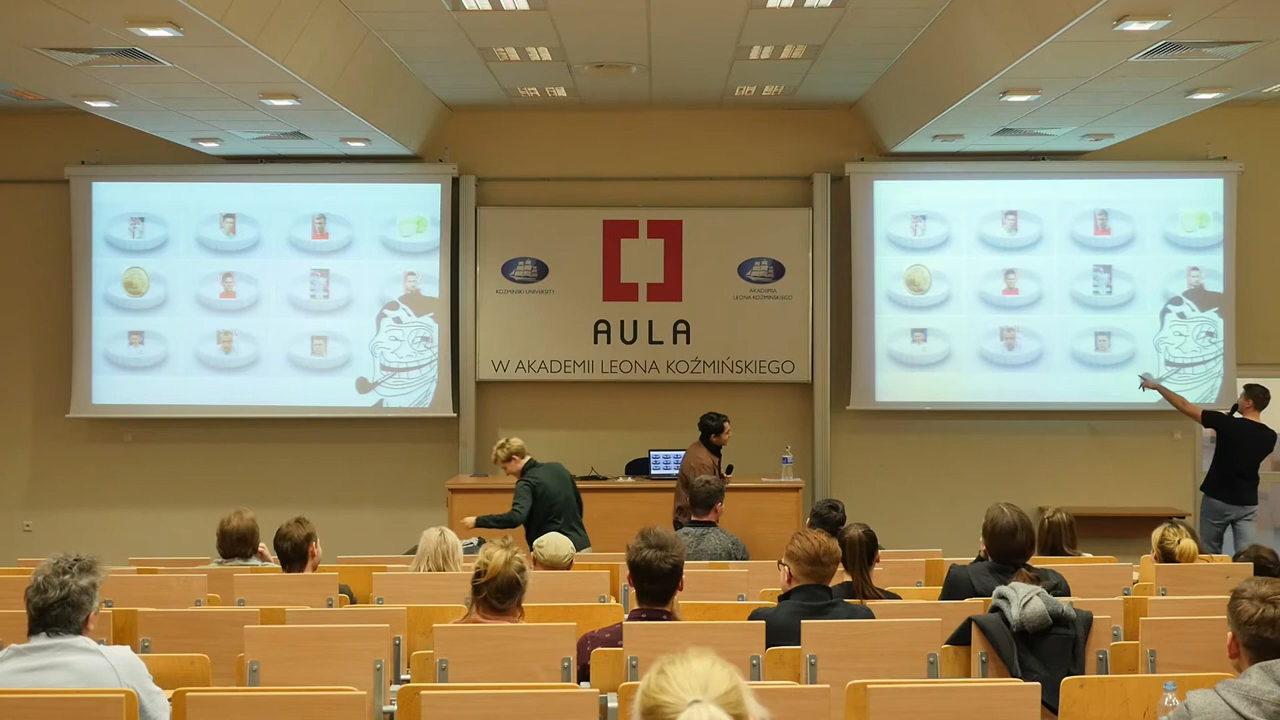 KOZMINSKI UNIVERSITY
AKADEMIA
LEONA KOŹMIŃSKIEGO
AULA
W AKADEMII LEONA KOŹMIŃSKIEGO